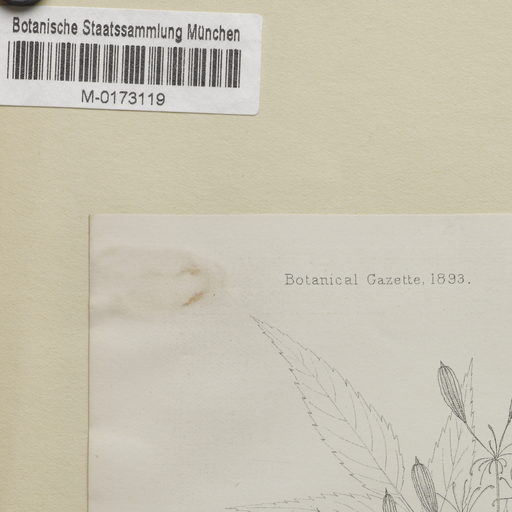 Botanische Staatssammlung München
M-0173119
Botanical Gazette, 1893.